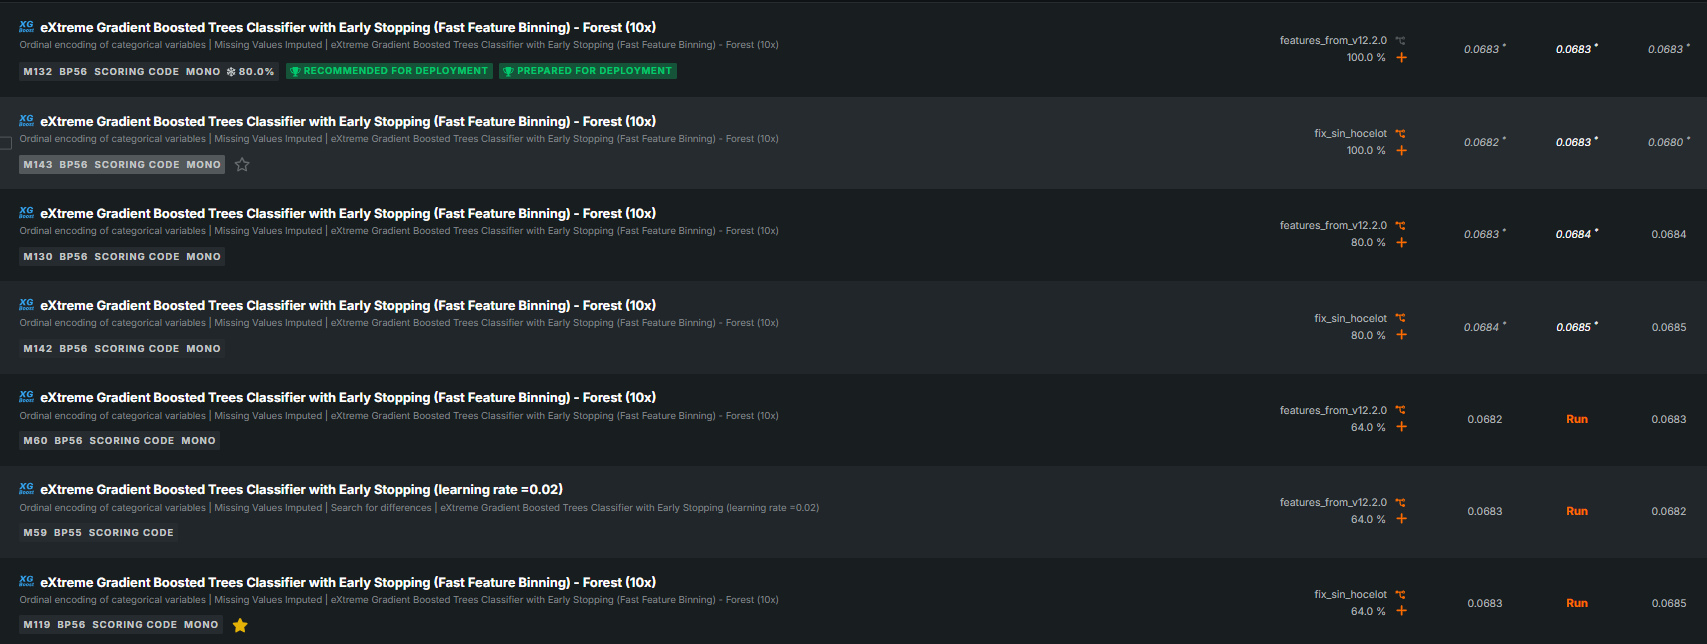 XG Boost eXtreme Gradient Boosted Trees Classifier with Early Stopping (Fast Feature Binning) - Forest (10x)
Ordinal encoding of categorical variables | Missing Values Imputed | eXtreme Gradient Boosted Trees Classifier with Early Stopping (Fast Feature Binning) - Forest (10x)
M132 BP56 SCORING CODE MONO 80.0% RECOMMENDED FOR DEPLOYMENT PREPARED FOR DEPLOYMENT
features_from_v12.2.0
100.0 % +
0.0683 * 0.0683 * 0.0683 *
XG Boost eXtreme Gradient Boosted Trees Classifier with Early Stopping (Fast Feature Binning) - Forest (10x)
Ordinal encoding of categorical variables | Missing Values Imputed | eXtreme Gradient Boosted Trees Classifier with Early Stopping (Fast Feature Binning) - Forest (10x)
M143 BP56 SCORING CODE MONO
fix_sin_hocelot
100.0 % +
0.0682 * 0.0683 * 0.0680 *
XG Boost eXtreme Gradient Boosted Trees Classifier with Early Stopping (Fast Feature Binning) - Forest (10x)
Ordinal encoding of categorical variables | Missing Values Imputed | eXtreme Gradient Boosted Trees Classifier with Early Stopping (Fast Feature Binning) - Forest (10x)
M130 BP56 SCORING CODE MONO
features_from_v12.2.0
80.0 % +
0.0683 * 0.0684 * 0.0684
XG Boost eXtreme Gradient Boosted Trees Classifier with Early Stopping (Fast Feature Binning) - Forest (10x)
Ordinal encoding of categorical variables | Missing Values Imputed | eXtreme Gradient Boosted Trees Classifier with Early Stopping (Fast Feature Binning) - Forest (10x)
M142 BP56 SCORING CODE MONO
fix_sin_hocelot
80.0 % +
0.0684 * 0.0685 * 0.0685
XG Boost eXtreme Gradient Boosted Trees Classifier with Early Stopping (Fast Feature Binning) - Forest (10x)
Ordinal encoding of categorical variables | Missing Values Imputed | eXtreme Gradient Boosted Trees Classifier with Early Stopping (Fast Feature Binning) - Forest (10x)
M60 BP56 SCORING CODE MONO
features_from_v12.2.0
64.0 % +
0.0682 Run 0.0683
XG Boost eXtreme Gradient Boosted Trees Classifier with Early Stopping (learning rate =0.02)
Ordinal encoding of categorical variables | Missing Values Imputed | Search for differences | eXtreme Gradient Boosted Trees Classifier with Early Stopping (learning rate =0.02)
M59 BP55 SCORING CODE
features_from_v12.2.0
64.0 % +
0.0683 Run 0.0682
XG Boost eXtreme Gradient Boosted Trees Classifier with Early Stopping (Fast Feature Binning) - Forest (10x)
Ordinal encoding of categorical variables | Missing Values Imputed | eXtreme Gradient Boosted Trees Classifier with Early Stopping (Fast Feature Binning) - Forest (10x)
M119 BP56 SCORING CODE MONO
fix_sin_hocelot
64.0 % +
0.0683 Run 0.0685